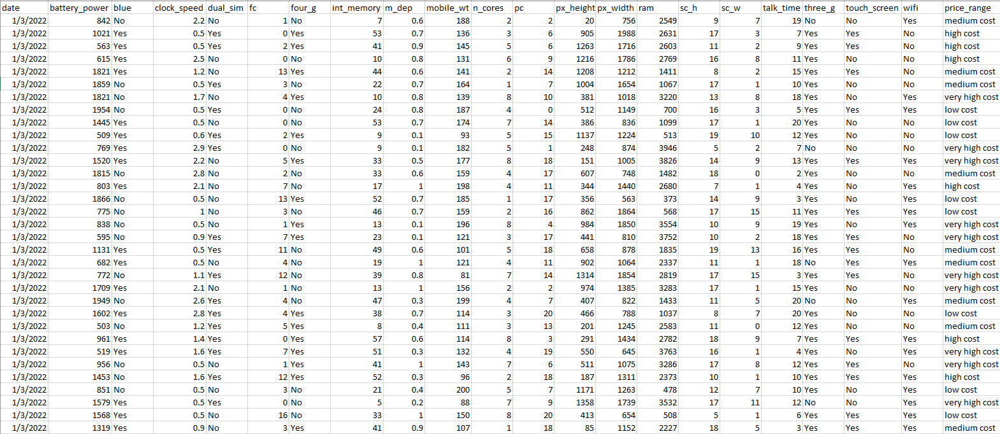 date battery_power blue clock_speed dual_sim fc four_g int_memory m_dep mobile_wt n_cores pc px_height px_width ram sc_h sc_w talk_time three_g touch_screen wifi price_range
1/3/2022 842 No 2.2 No 1 No 7 0.6 188 2 2 20 756 2549 9 7 19 No No Yes medium cost
1/3/2022 1021 Yes 0.5 Yes 0 Yes 53 0.7 136 3 6 905 1988 2631 17 3 7 Yes Yes No high cost
1/3/2022 563 Yes 0.5 Yes 2 Yes 41 0.9 145 5 6 1263 1716 2603 11 2 9 Yes Yes No high cost
1/3/2022 615 Yes 2.5 No 0 No 10 0.8 131 6 9 1216 1786 2769 16 8 11 Yes No No high cost
1/3/2022 1821 Yes 1.2 No 13 Yes 44 0.6 141 2 14 1208 1212 1411 8 2 15 Yes Yes No medium cost
1/3/2022 1859 No 0.5 Yes 3 No 22 0.7 164 1 7 1004 1654 1067 17 1 10 Yes No No medium cost
1/3/2022 1821 No 1.7 No 4 Yes 10 0.8 139 8 10 381 1018 3220 13 8 18 Yes No Yes very high cost
1/3/2022 1954 No 0.5 Yes 0 No 24 0.8 187 4 0 512 1149 700 16 3 5 Yes Yes Yes low cost
1/3/2022 1445 Yes 0.5 No 0 No 53 0.7 174 7 14 386 836 1099 17 1 20 Yes No No low cost
1/3/2022 509 Yes 0.6 Yes 2 Yes 9 0.1 93 5 15 1137 1224 513 19 10 12 Yes No No low cost
1/3/2022 769 Yes 2.9 Yes 0 No 9 0.1 182 5 1 248 874 3946 5 2 7 No No No very high cost
1/3/2022 1520 Yes 2.2 No 5 Yes 33 0.5 177 8 18 151 1005 3826 14 9 13 Yes Yes Yes very high cost
1/3/2022 1815 No 2.8 No 2 No 33 0.6 159 4 17 607 748 1482 18 0 2 Yes No No medium cost
1/3/2022 803 Yes 2.1 No 7 No 17 1 198 4 11 344 1440 2680 7 1 4 Yes No Yes high cost
1/3/2022 1866 No 0.5 No 13 Yes 52 0.7 185 1 17 356 563 373 14 9 3 Yes No Yes low cost
1/3/2022 775 No 1 No 3 No 46 0.7 159 2 16 862 1864 568 17 15 11 Yes Yes Yes low cost
1/3/2022 838 No 0.5 No 1 Yes 13 0.1 196 8 4 984 1850 3554 10 9 19 Yes No Yes very high cost
1/3/2022 595 No 0.9 Yes 7 Yes 23 0.1 121 3 17 441 810 3752 10 2 18 Yes Yes No very high cost
1/3/2022 1131 Yes 0.5 Yes 11 No 49 0.6 101 5 18 658 878 1835 19 13 16 Yes Yes No medium cost
1/3/2022 682 Yes 0.5 No 4 No 19 1 121 4 11 902 1064 2337 11 1 18 No Yes Yes medium cost
1/3/2022 772 No 1.1 Yes 12 No 39 0.8 81 7 14 1314 1854 2819 17 15 3 Yes Yes No very high cost
1/3/2022 1709 Yes 2.1 No 1 No 13 1 156 2 2 974 1385 3283 17 1 15 Yes No No very high cost
1/3/2022 1949 No 2.6 Yes 4 No 47 0.3 199 4 7 407 822 1433 11 5 20 No No Yes medium cost
1/3/2022 1602 Yes 2.8 Yes 4 Yes 38 0.7 114 3 20 466 788 1037 8 7 20 Yes No No low cost
1/3/2022 503 No 1.2 Yes 5 Yes 8 0.4 111 3 13 201 1245 2583 11 0 12 Yes No No medium cost
1/3/2022 961 Yes 1.4 Yes 0 Yes 57 0.6 114 8 3 291 1434 2782 18 9 7 Yes Yes Yes high cost
1/3/2022 519 Yes 1.6 Yes 7 Yes 51 0.3 132 4 19 550 645 3763 16 1 4 Yes No Yes very high cost
1/3/2022 956 No 0.5 No 1 Yes 41 1 143 7 6 511 1075 3286 17 8 12 Yes Yes No very high cost
1/3/2022 1453 No 1.6 Yes 12 Yes 52 0.3 96 2 18 187 1311 2373 10 1 10 Yes Yes Yes high cost
1/3/2022 851 No 0.5 No 3 No 21 0.4 200 5 7 1171 1263 478 12 7 10 Yes No Yes low cost
1/3/2022 1579 Yes 0.5 Yes 0 No 5 0.2 88 7 9 1358 1739 3532 17 11 12 No No Yes very high cost
1/3/2022 1568 Yes 0.5 No 16 No 33 1 150 8 20 413 654 508 5 1 6 Yes Yes Yes low cost
1/3/2022 1319 Yes 0.9 No 3 Yes 41 0.9 107 1 18 85 1152 2227 18 5 3 Yes Yes Yes medium cost